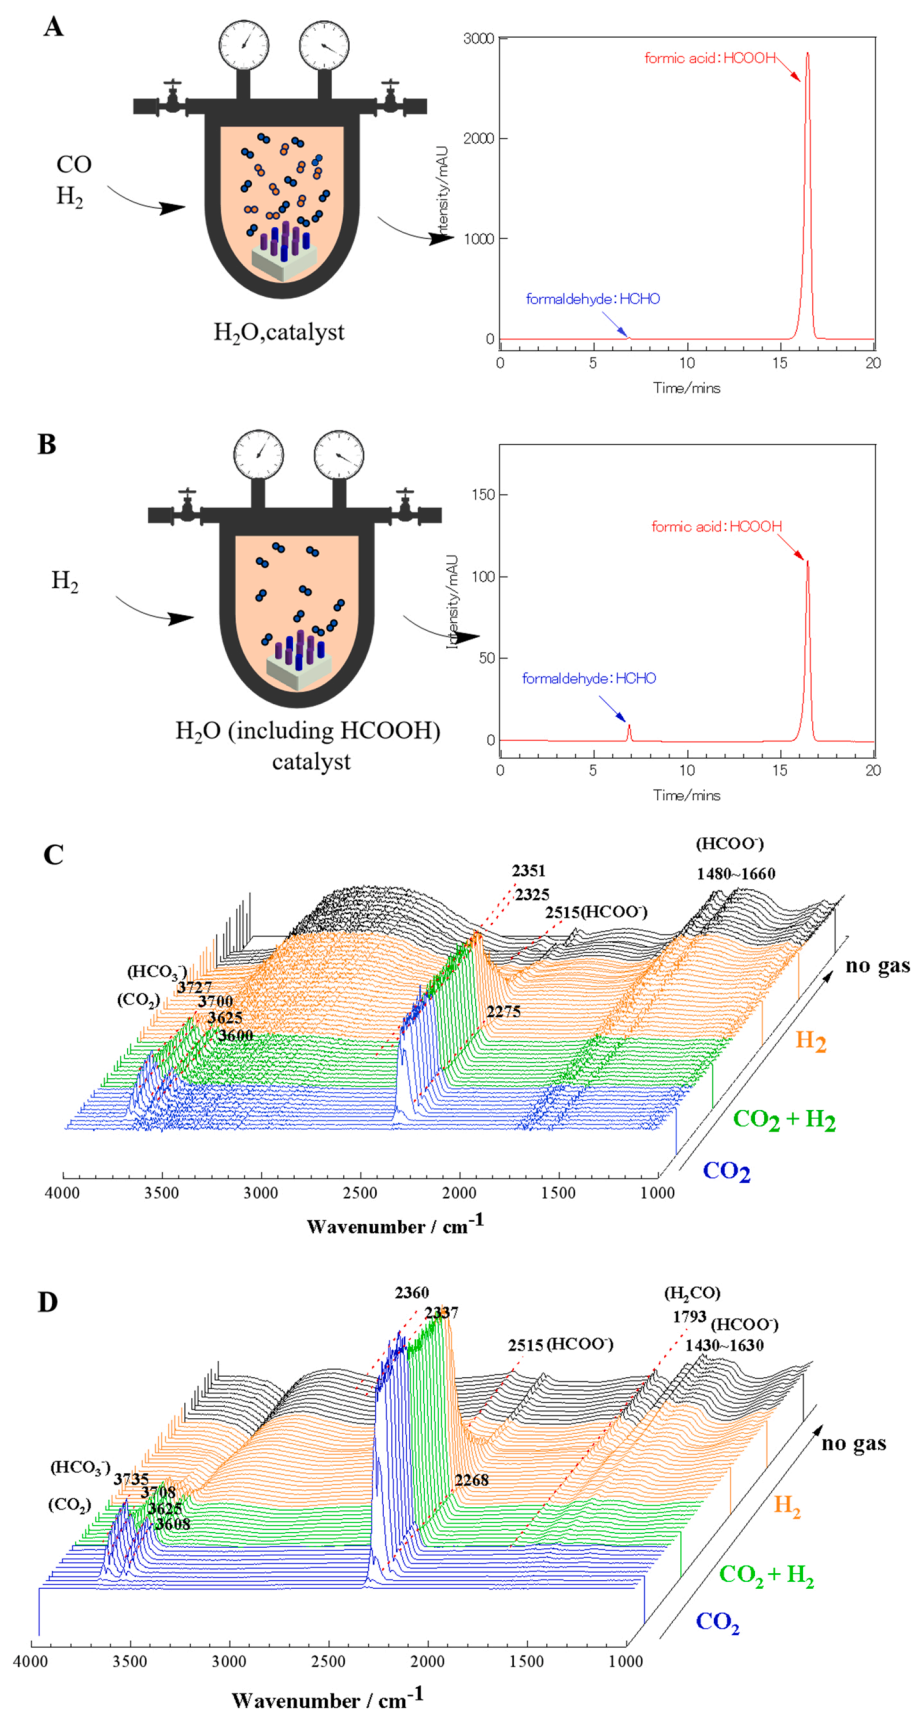 A
CO
H2
H2O,catalyst
3000
2000
1000
0
Intensity/mAU
formic acid:HCOOH
formaldehyde:HCHO
0 5 10 15 20
Time/mins
B
H2
H2O (including HCOOH)
catalyst
150
100
50
0
Intensity/mAU
formic acid:HCOOH
formaldehyde:HCHO
0 5 10 15 20
Time/mins
C
(HCOO-)
1480~1660
2351
2325
2515(HCOO-)
(HCO3-)
3727
(CO2)
3700
3625
3600
2275
no gas
H2
CO2 + H2
CO2
4000 3500 3000 2500 2000 1500 1000
Wavenumber / cm-1
D
2360
2337
(H2CO)
1793
(HCOO-)
1430~1630
2515 (HCOO-)
(HCO3-)
3735
3708
(CO2)
3625
3608
2268
no gas
H2
CO2 + H2
CO2
4000 3500 3000 2500 2000 1500 1000
Wavenumber / cm-1